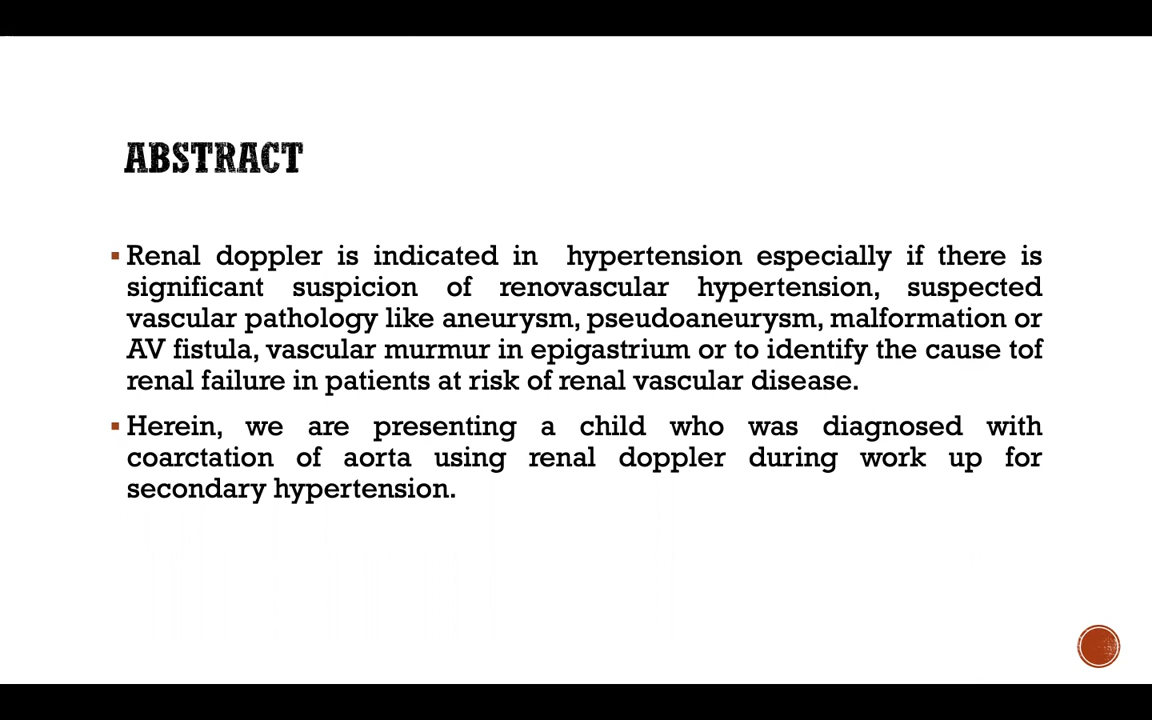 ABSTRACT
Renal doppler is indicated in hypertension especially if there is
significant suspicion of renovascular hypertension, suspected
vascular pathology like aneurysm, pseudoaneurysm, malformation or
AV fistula, vascular murmur in epigastrium or to identify the cause tof
renal failure in patients at risk of renal vascular disease.
Herein, we are presenting a child who was diagnosed with
coarctation of aorta using renal doppler during work up for
secondary hypertension.